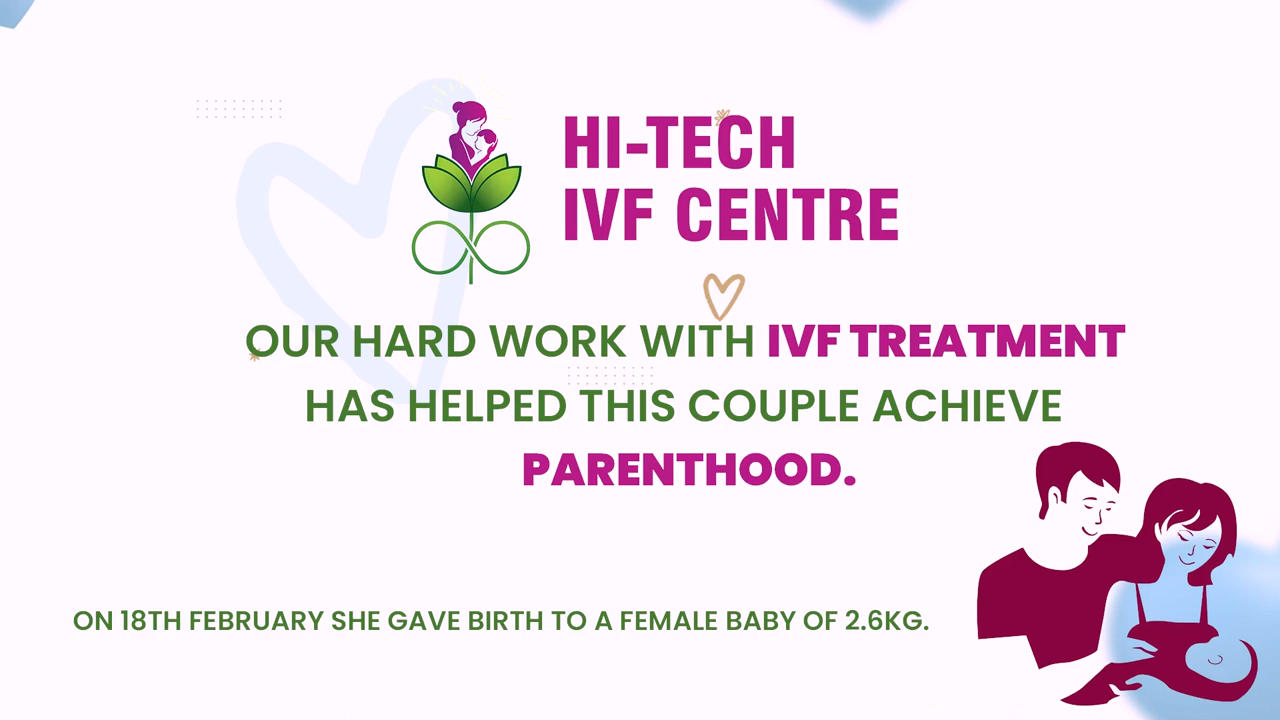 HI-TECH
IVF CENTRE
OUR HARD WORK WITH IVF TREATMENT
HAS HELPED THIS COUPLE ACHIEVE
PARENTHOOD.
ON 18TH FEBRUARY SHE GAVE BIRTH TO A FEMALE BABY OF 2.6KG.